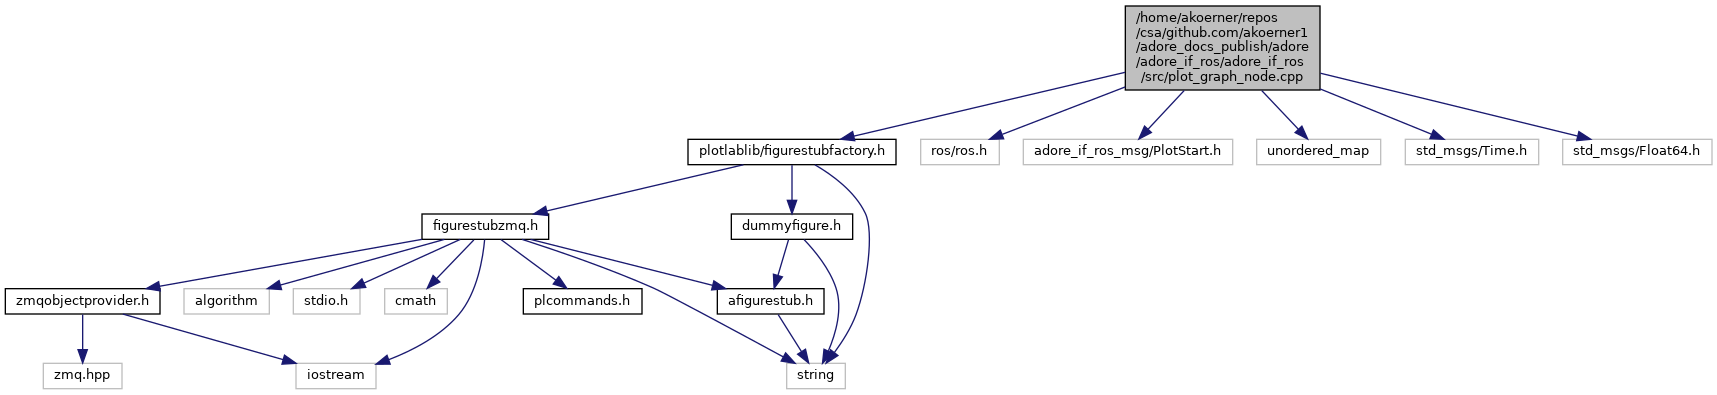 /home/akoerner/repos
/csa/github.com/akoerner1
/adore_docs_publish/adore
/adore_if_ros/adore_if_ros
/src/plot_graph_node.cpp
plotlablib/figurestubfactory.h
ros/ros.h
adore_if_ros_msg/PlotStart.h
unordered_map
std_msgs/Time.h
std_msgs/Float64.h
figurestubzmq.h
dummyfigure.h
zmqobjectprovider.h
algorithm
stdio.h
cmath
plcommands.h
afigurestub.h
zmq.hpp
iostream
string